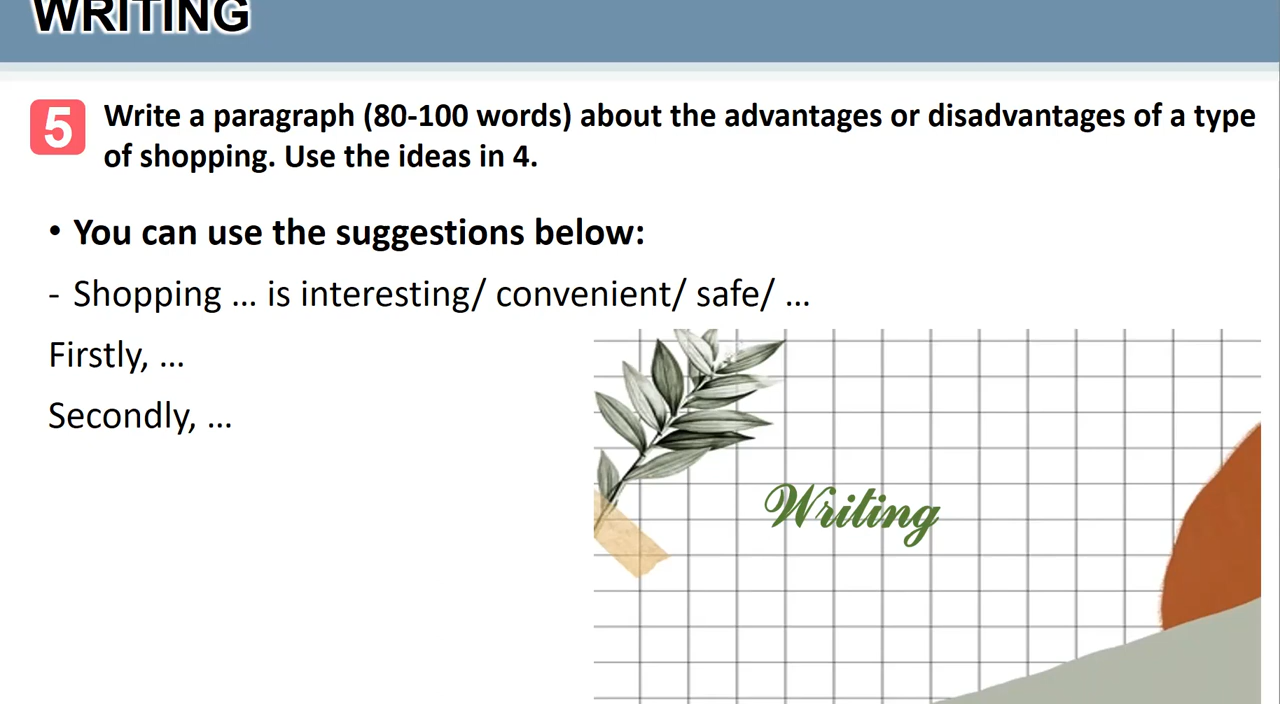 WRITING
5 Write a paragraph (80-100 words) about the advantages or disadvantages of a type
of shopping. Use the ideas in 4.
• You can use the suggestions below:
- Shopping ... is interesting/ convenient/ safe/ ...
Firstly, ...
Secondly, ...
Writing